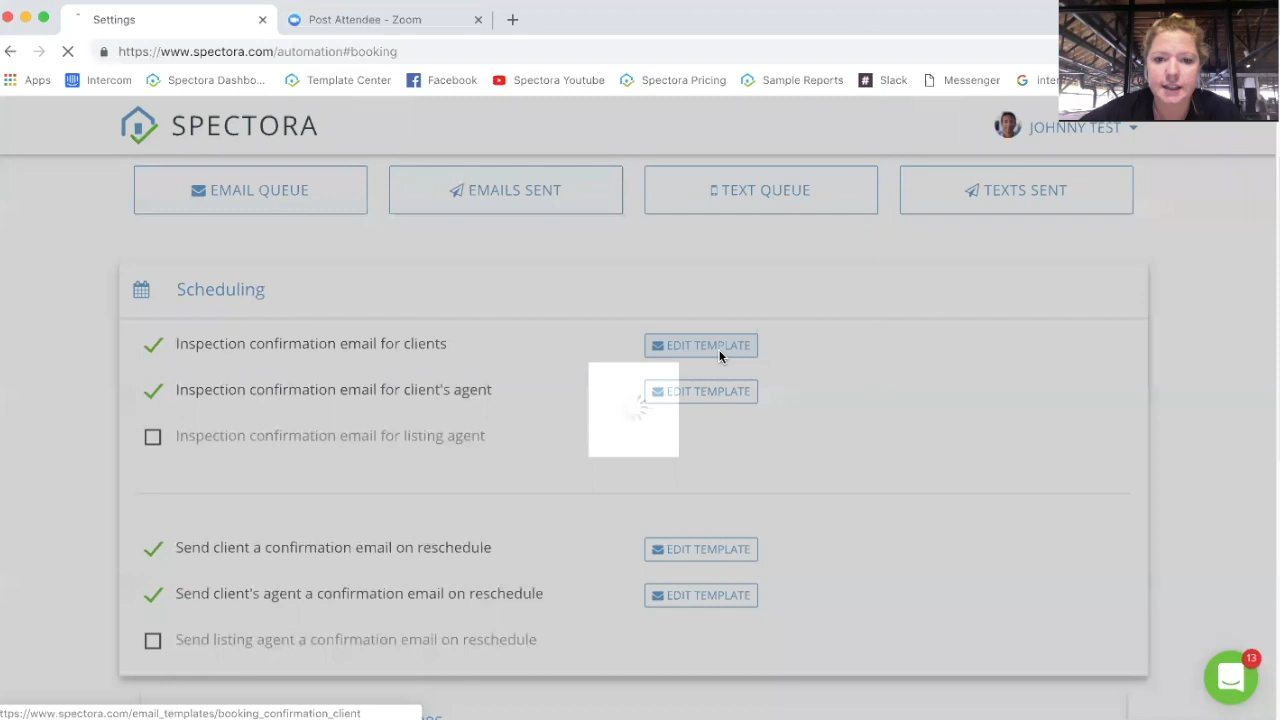 Settings
Post Attendee - Zoom
https://www.spectora.com/automation#booking
Apps Intercom Spectora Dashbo... Template Center Facebook Spectora Youtube Spectora Pricing Sample Reports Slack Messenger
SPECTORA
JOHNNY TEST
EMAIL QUEUE EMAILS SENT TEXT QUEUE TEXTS SENT
Scheduling
Inspection confirmation email for clients EDIT TEMPLATE
Inspection confirmation email for client's agent EDIT TEMPLATE
Inspection confirmation email for listing agent
Send client a confirmation email on reschedule EDIT TEMPLATE
Send client's agent a confirmation email on reschedule EDIT TEMPLATE
Send listing agent a confirmation email on reschedule
13
ttps://www.spectora.com/email_templates/booking_confirmation_client